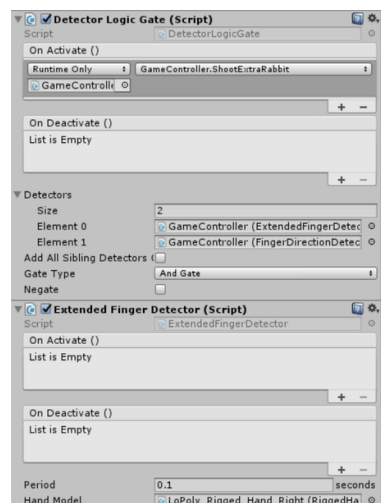 Detector Logic Gate (Script)
Script DetectorLogicGate
On Activate ()
Runtime Only GameController.ShootExtraRabbit
GameControlle
+ -
On Deactivate ()
List is Empty
+ -
Detectors
Size 2
Element 0 GameController (ExtendedFingerDetec
Element 1 GameController (FingerDirectionDetec
Add All Sibling Detectors (
Gate Type And Gate
Negate
Extended Finger Detector (Script)
Script ExtendedFingerDetector
On Activate ()
List is Empty
+ -
On Deactivate ()
List is Empty
+ -
Period 0.1 seconds
Hand Model LoPoly_Rigged_Hand_Right (RiggedHa